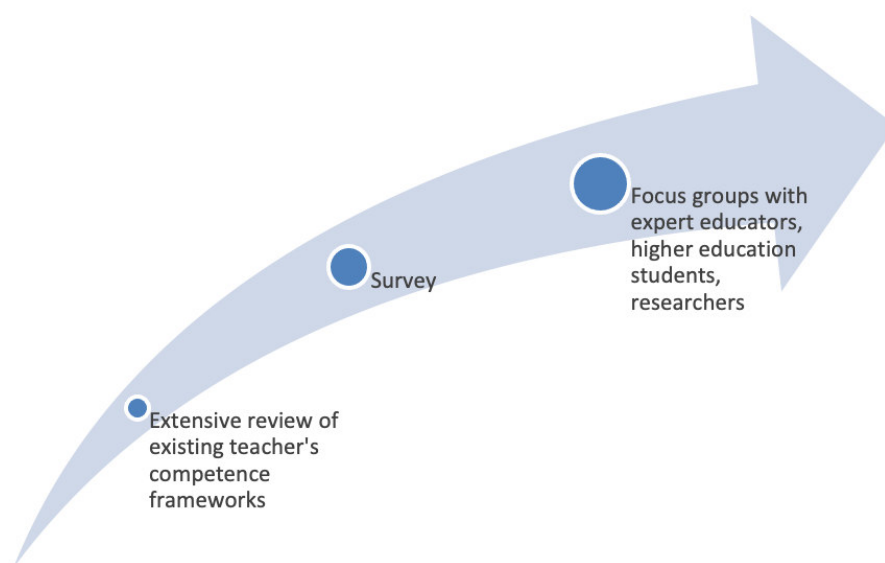 Extensive review of
existing teacher's
competence
frameworks
Survey
Focus groups with
expert educators,
higher education
students,
researchers